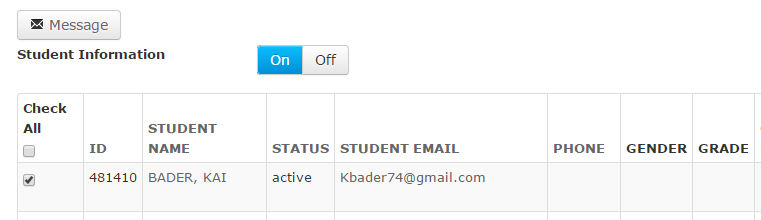 Message
Student Information
On Off
Check All
ID
STUDENT NAME
STATUS
STUDENT EMAIL
PHONE
GENDER
GRADE
481410 BADER, KAI active Kbader74@gmail.com